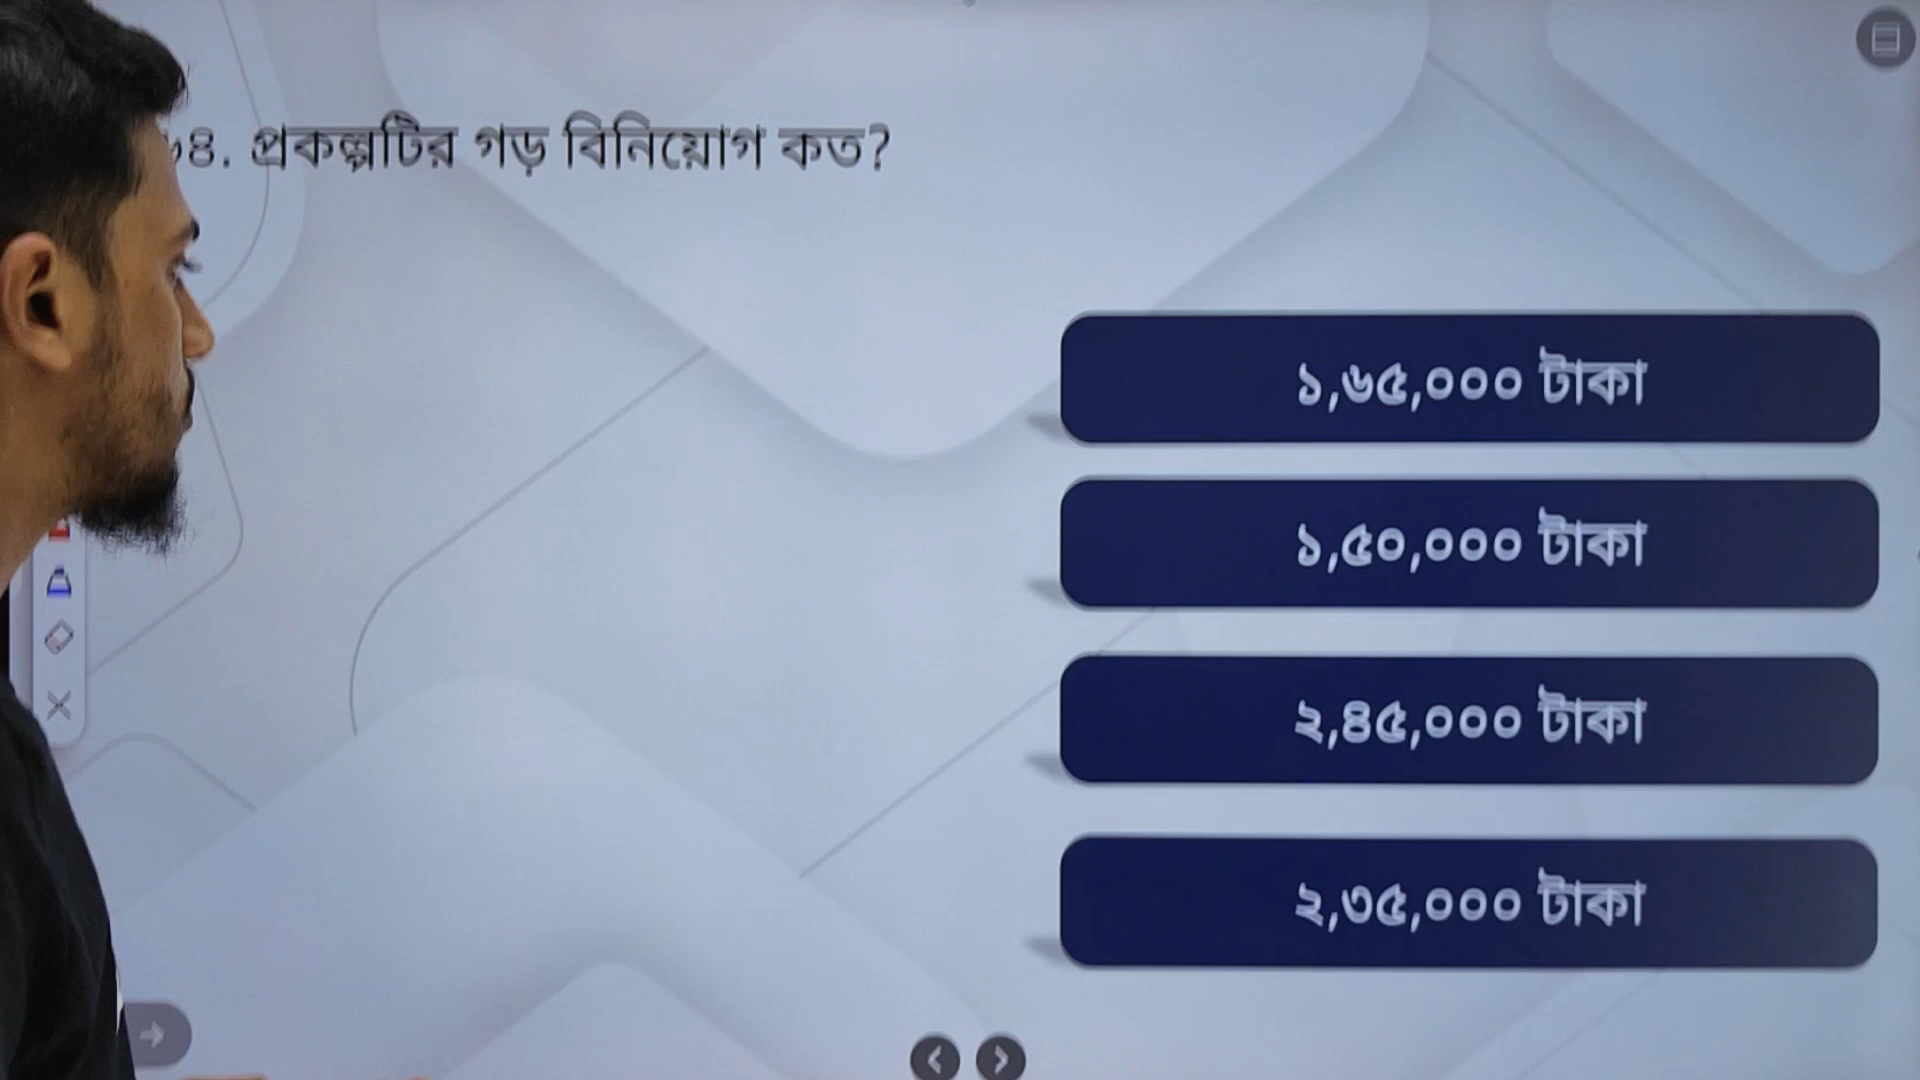 ৪. প্রকল্পটির গড় বিনিয়োগ কত?
১,৬৫,০০০ টাকা
১,৫০,০০০ টাকা
২,৪৫,০০০ টাকা
২,৩৫,০০০ টাকা